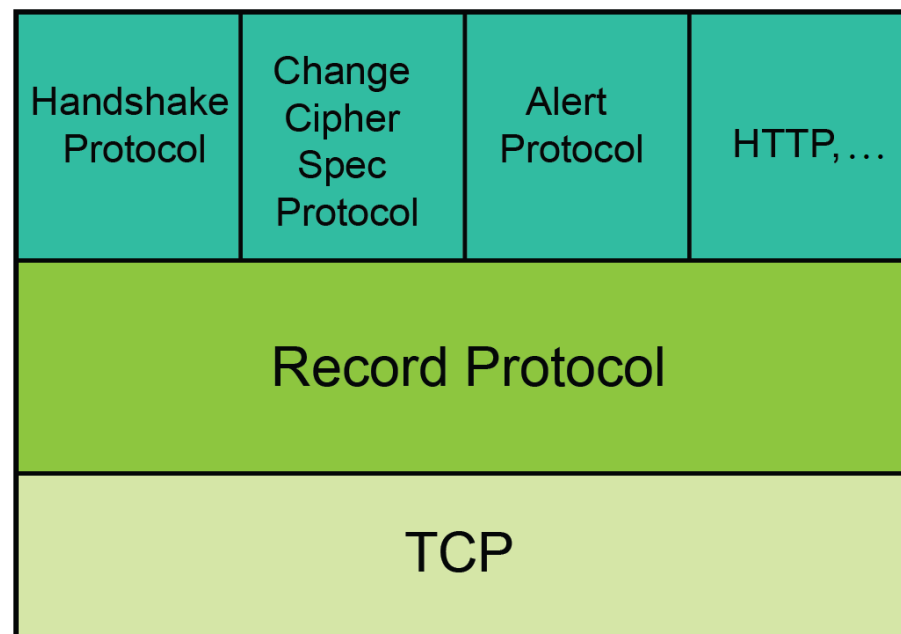 Handshake
Protocol
Change
Cipher
Spec
Protocol
Alert
Protocol
HTTP, ...
Record Protocol
TCP